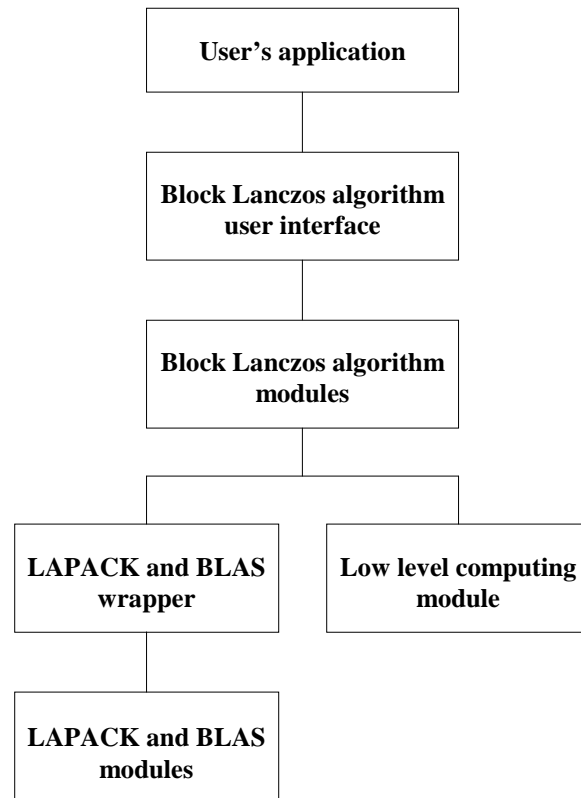 User's application
Block Lanczos algorithm
user interface
Block Lanczos algorithm
modules
LAPACK and BLAS
wrapper
Low level computing
module
LAPACK and BLAS
modules